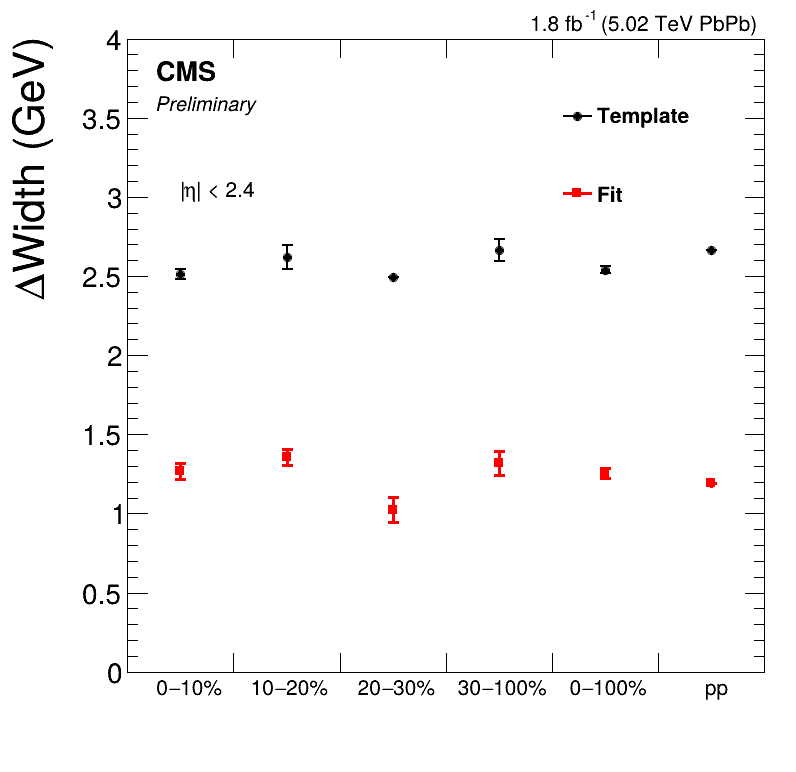 1.8 fb⁻¹ (5.02 TeV PbPb)
ΔWidth (GeV)
CMS
Preliminary
|η| < 2.4
Template
Fit
4
3.5
3
2.5
2
1.5
1
0.5
0
0−10%
10−20%
20−30%
30−100%
0−100%
pp